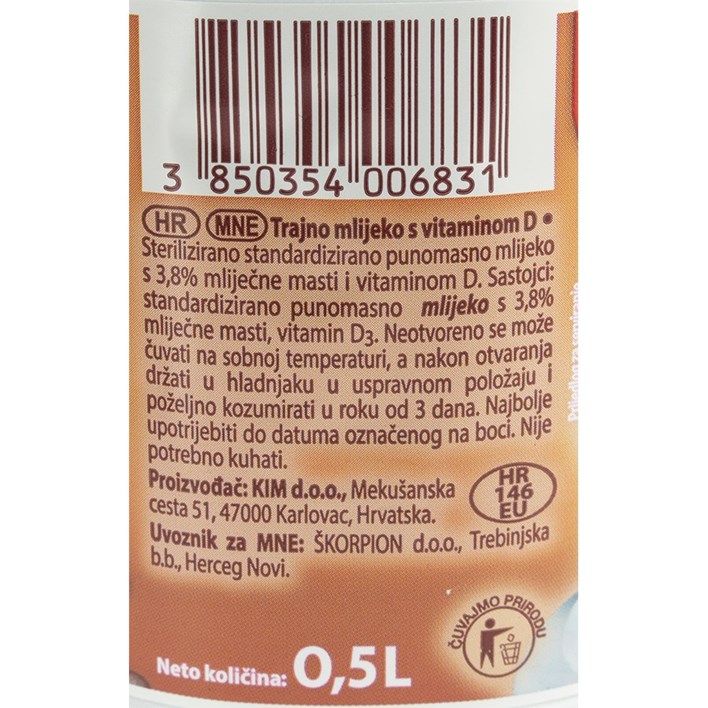 3 850354 006831
HR MNE Trajno mlijeko s vitaminom D •
Sterilizirano standardizirano punomasno mlijeko
s 3,8% mliječne masti i vitaminom D. Sastojci:
standardizirano punomasno mlijeko s 3,8%
mliječne masti, vitamin D3. Neotvoreno se može
čuvati na sobnoj temperaturi, a nakon otvaranja
držati u hladnjaku u uspravnom položaju i
poželjno kozumirati u roku od 3 dana. Najbolje
upotrijebiti do datuma označenog na boci. Nije
potrebno kuhati.
Proizvođač: KIM d.o.o., Mekušanska
cesta 51, 47000 Karlovac, Hrvatska.
HR
146
EU
Uvoznik za MNE: ŠKORPION d.o.o., Trebinjska
b.b., Herceg Novi.
ČUVAJMO PRIRODU
Neto količina: 0,5L
Prijedlog za serviranje